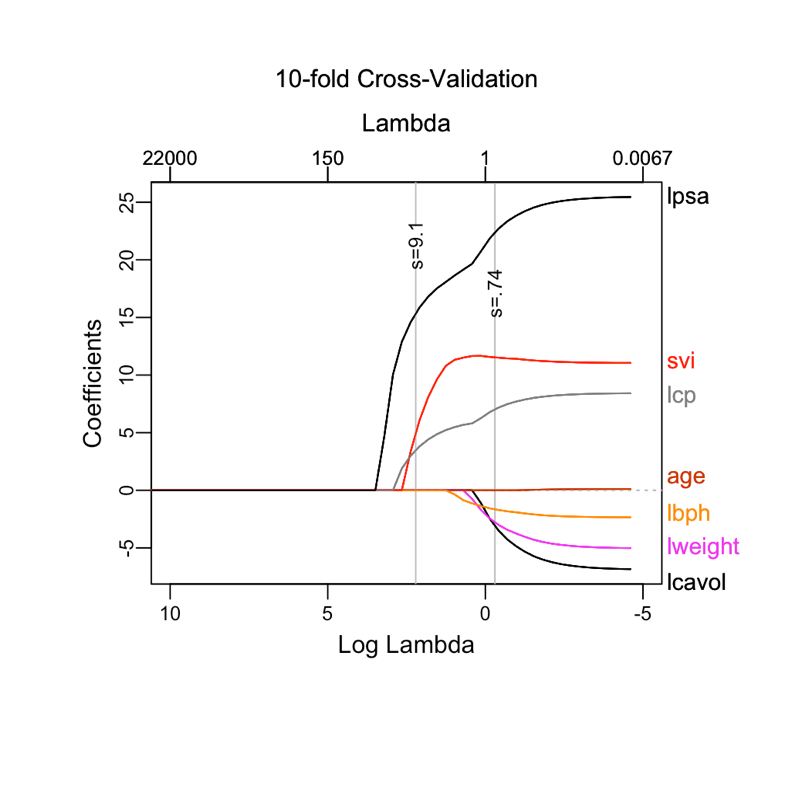 10-fold Cross-Validation
Lambda
22000 150 1 0.0067
25
20
15
10
5
0
-5
Coefficients
s=9.1
s=.74
lpsa
svi
lcp
age
lbph
lweight
lcavol
10 5 0 -5
Log Lambda